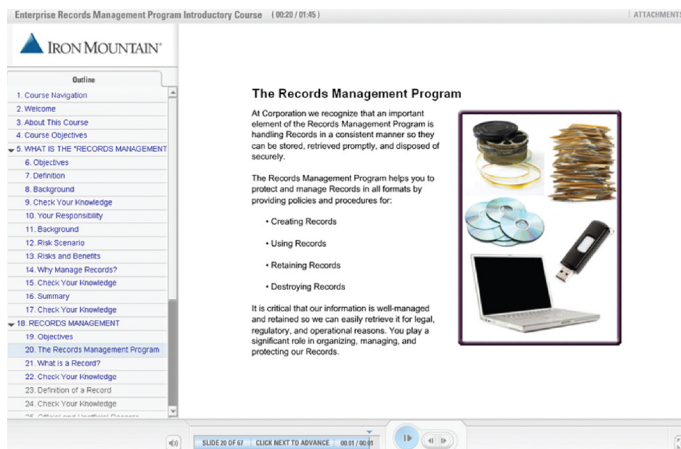 Enterprise Records Management Program Introductory Course ( 00:20 / 01:45 )
ATTACHMENTS
IRON MOUNTAIN®
Outline
1. Course Navigation
2. Welcome
3. About This Course
4. Course Objectives
5. WHAT IS THE "RECORDS MANAGEMENT
6. Objectives
7. Definition
8. Background
9. Check Your Knowledge
10. Your Responsibility
11. Background
12. Risk Scenario
13. Risks and Benefits
14. Why Manage Records?
15. Check Your Knowledge
16. Summary
17. Check Your Knowledge
18. RECORDS MANAGEMENT
19. Objectives
20. The Records Management Program
21. What is a Record?
22. Check Your Knowledge
23. Definition of a Record
24. Check Your Knowledge
25. Official and Unofficial Records
The Records Management Program
At Corporation we recognize that an important
element of the Records Management Program is
handling Records in a consistent manner so they
can be stored, retrieved promptly, and disposed of
securely.
The Records Management Program helps you to
protect and manage Records in all formats by
providing policies and procedures for:
• Creating Records
• Using Records
• Retaining Records
• Destroying Records
It is critical that our information is well-managed
and retained so we can easily retrieve it for legal,
regulatory, and operational reasons. You play a
significant role in organizing, managing, and
protecting our Records.
SLIDE 20 OF 67 CLICK NEXT TO ADVANCE 00:01 / 00:01